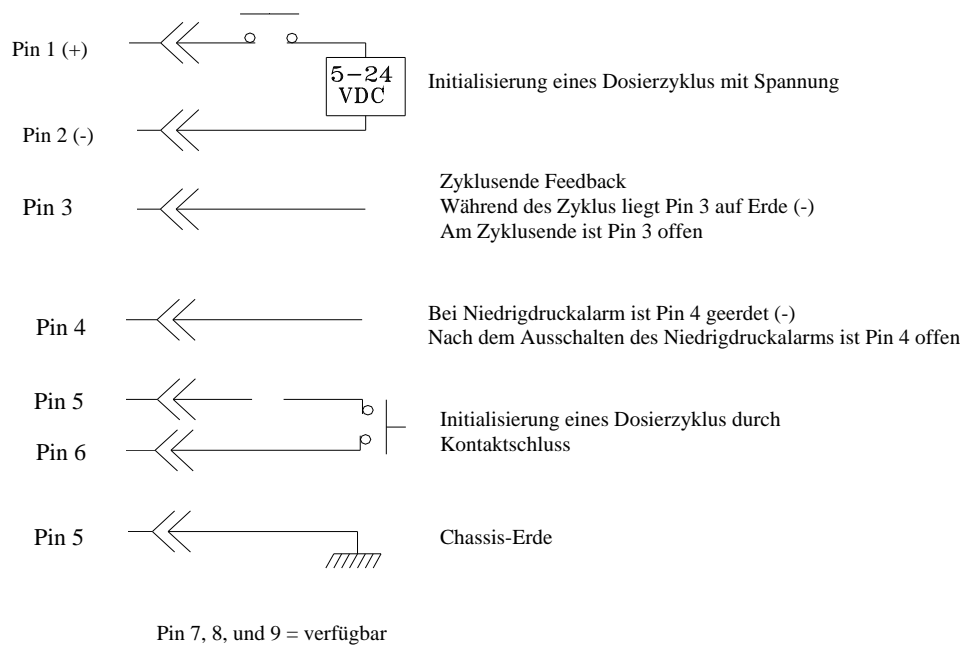 Pin 1 (+)
5-24
VDC
Initialisierung eines Dosierzyklus mit Spannung
Pin 2 (-)
Pin 3
Zyklusende Feedback
Während des Zyklus liegt Pin 3 auf Erde (-)
Am Zyklusende ist Pin 3 offen
Pin 4
Bei Niedrigdruckalarm ist Pin 4 geerdet (-)
Nach dem Ausschalten des Niedrigdruckalarms ist Pin 4 offen
Pin 5
Pin 6
Initialisierung eines Dosierzyklus durch
Kontaktschluss
Pin 5
Chassis-Erde
Pin 7, 8, und 9 = verfügbar